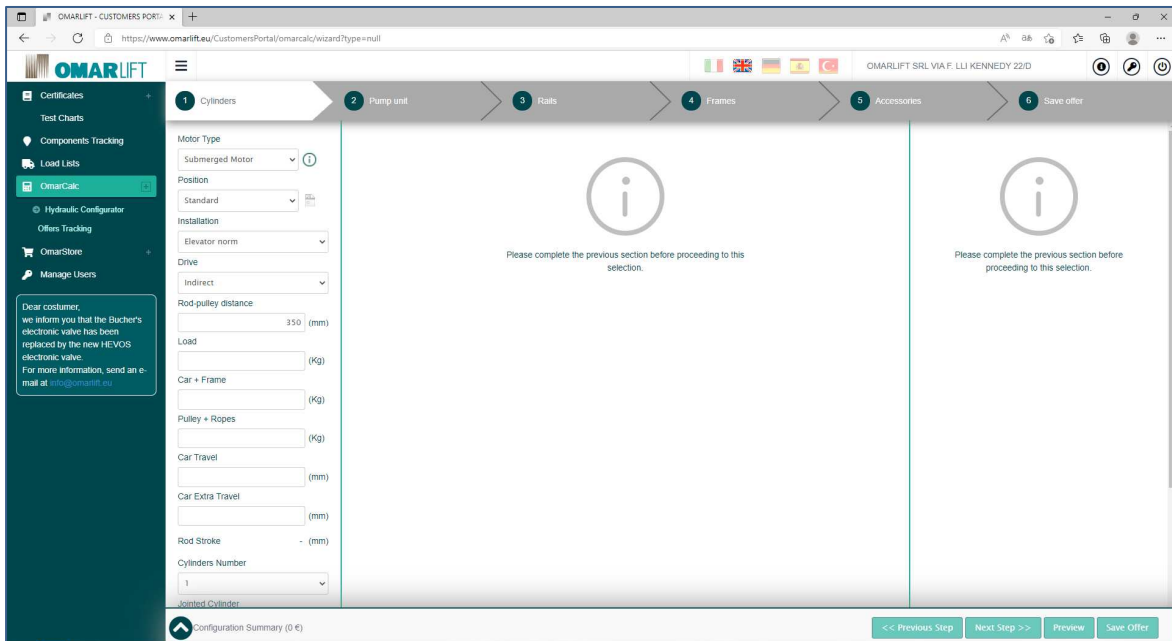 OMARLIFT - CUSTOMERS PORTA
https://www.omarlift.eu/CustomersPortal/omarcalc/wizard?type=null
OMARLIFT
OMARLIFT SRL VIA F. LLI KENNEDY 22/D
Certificates +
Test Charts
Components Tracking
Load Lists
OmarCalc
Hydraulic Configurator
Offers Tracking
OmarStore +
Manage Users
Dear costumer,
we inform you that the Bucher's
electronic valve has been
replaced by the new HEVOS
electronic valve.
For more information, send an e-
mail at info@omarlift.eu
1 Cylinders
2 Pump unit
3 Rails
4 Frames
5 Accessories
6 Save offer
Motor Type
Submerged Motor
Position
Standard
Installation
Elevator norm
Drive
Indirect
Rod-pulley distance
350 (mm)
Load
(Kg)
Car + Frame
(Kg)
Pulley + Ropes
(Kg)
Car Travel
(mm)
Car Extra Travel
(mm)
Rod Stroke - (mm)
Cylinders Number
1
Jointed Cylinder
Please complete the previous section before proceeding to this
selection.
Please complete the previous section before
proceeding to this selection.
Configuration Summary (0 €)
<< Previous Step
Next Step >>
Preview
Save Offer